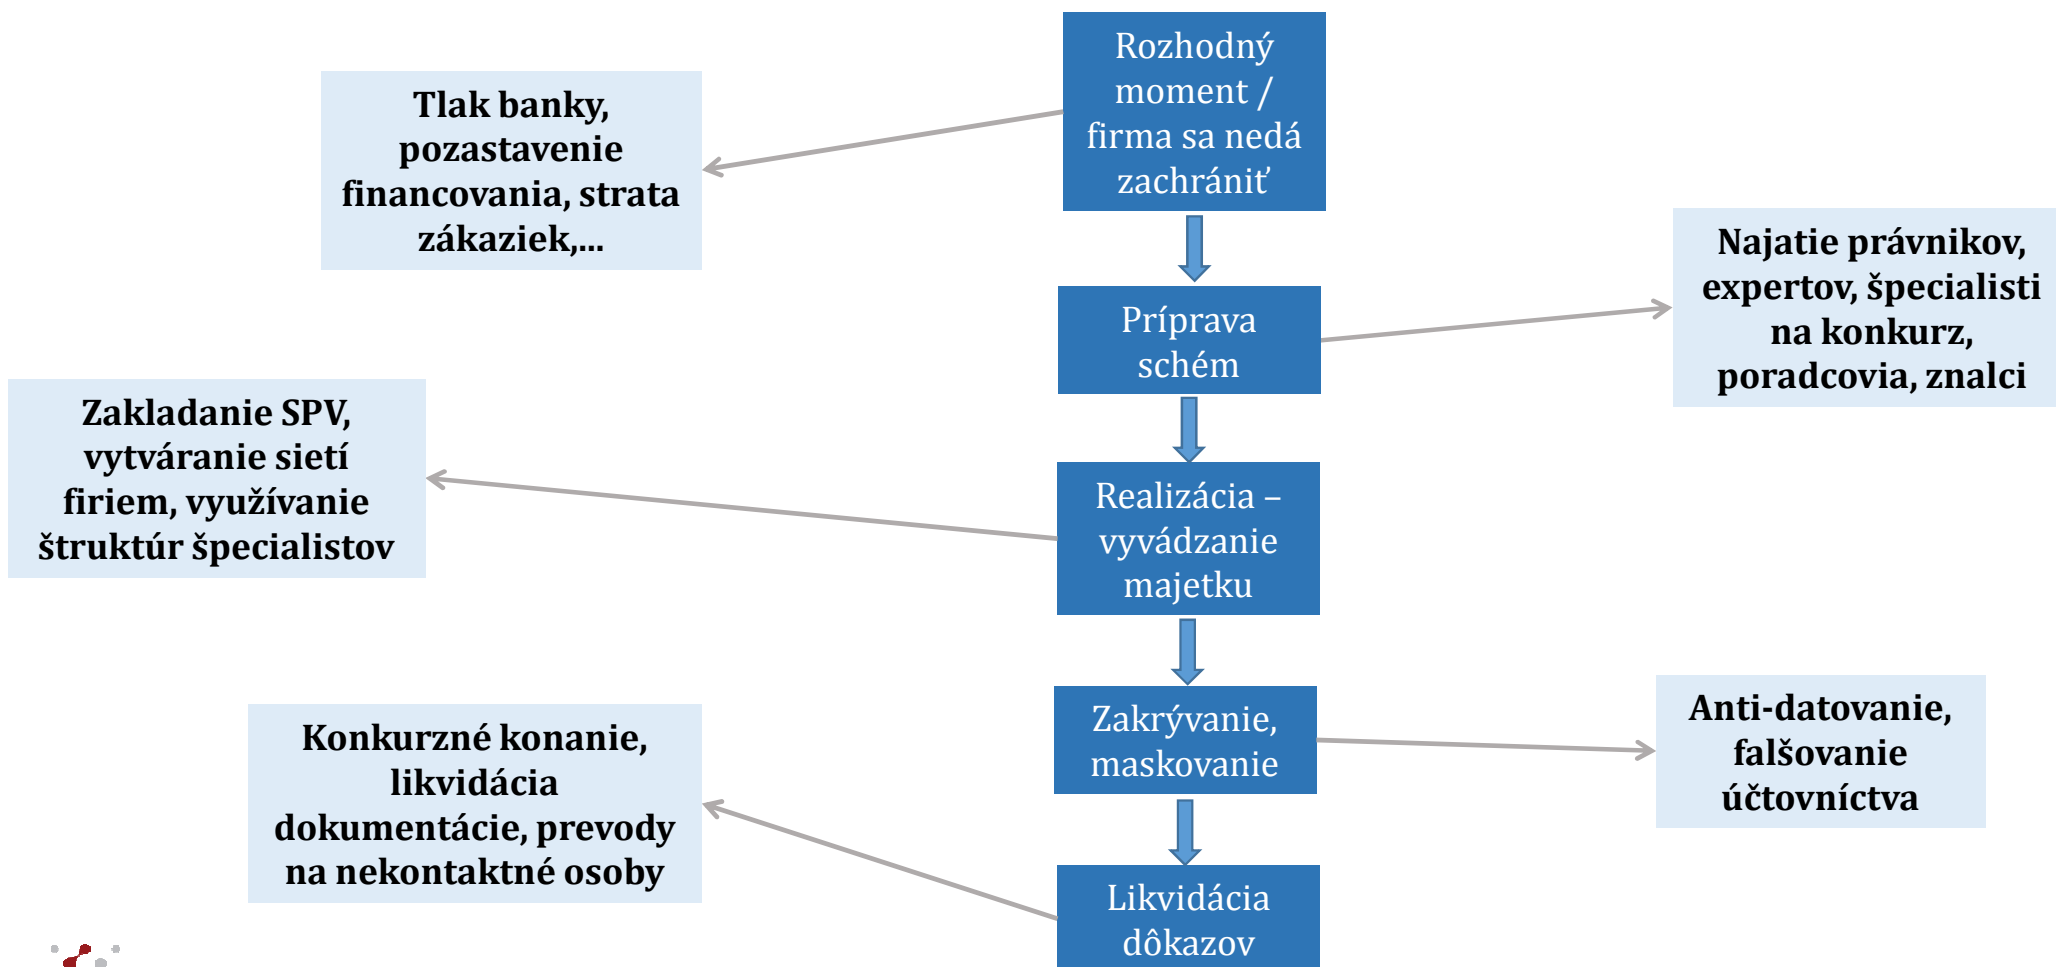 Rozhodný
moment /
firma sa nedá
zachrániť
Tlak banky,
pozastavenie
financovania, strata
zákaziek,...
Príprava
schém
Najatie právnikov,
expertov, špecialisti
na konkurz,
poradcovia, znalci
Realizácia –
vyvádzanie
majetku
Zakladanie SPV,
vytváranie sietí
firiem, využívanie
štruktúr špecialistov
Zakrývanie,
maskovanie
Anti-datovanie,
falšovanie
účtovníctva
Likvidácia
dôkazov
Konkurzné konanie,
likvidácia
dokumentácie, prevody
na nekontaktné osoby